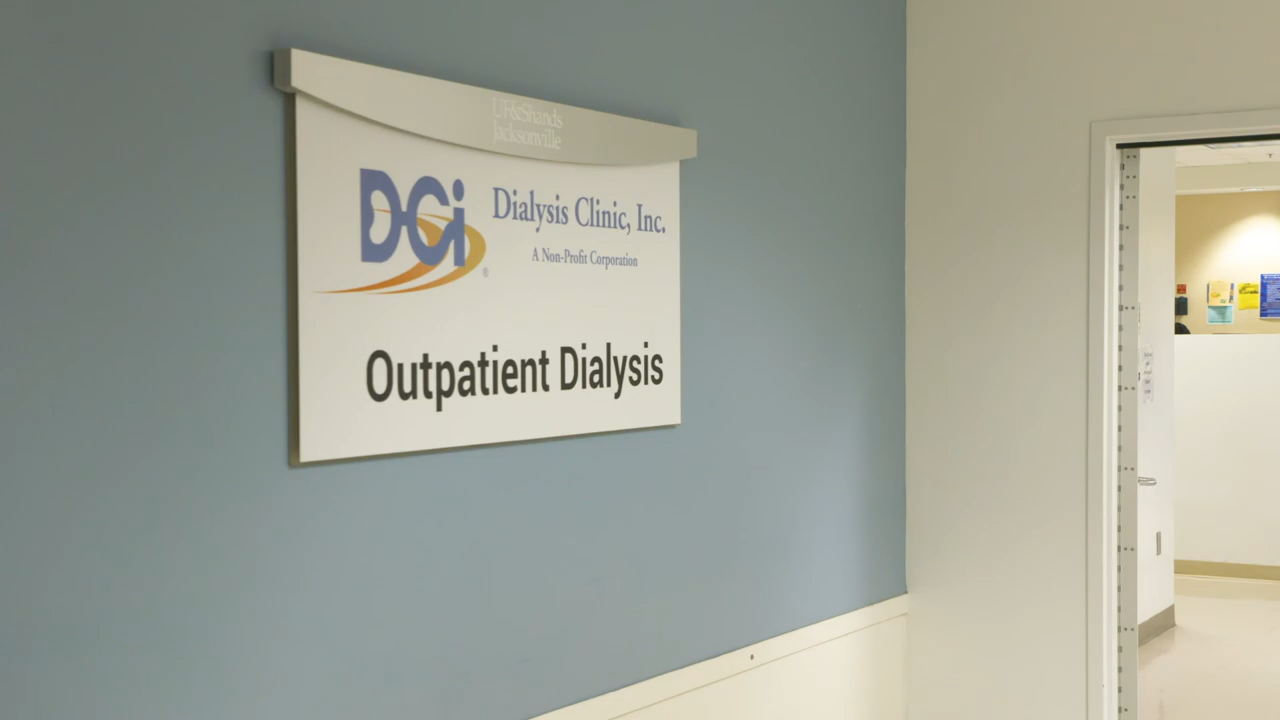 UF&Shands
Jacksonville
DCi
Dialysis Clinic, Inc.
A Non-Profit Corporation
®
Outpatient Dialysis